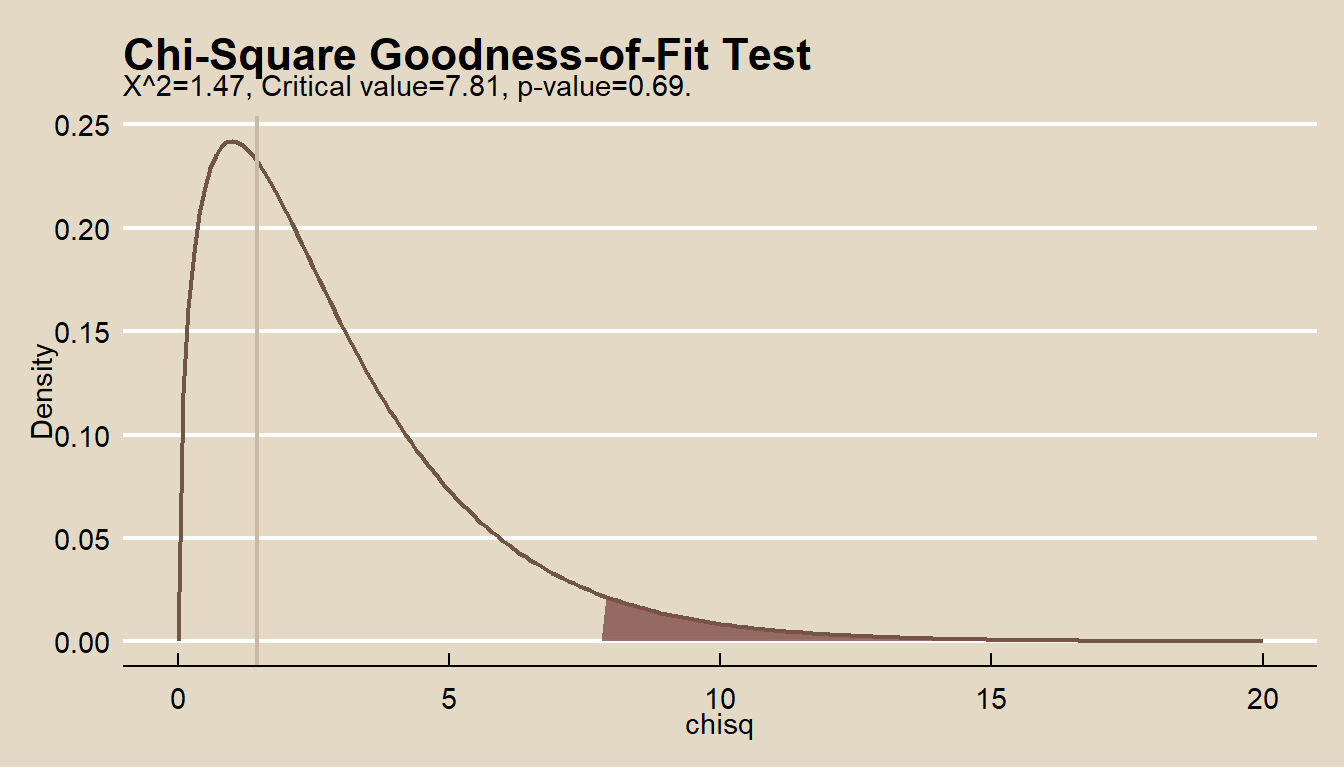 Chi-Square Goodness-of-Fit Test
X^2=1.47, Critical value=7.81, p-value=0.69.
0.25
0.20
0.15
0.10
0.05
0.00
Density
0 5 10 15 20
chisq